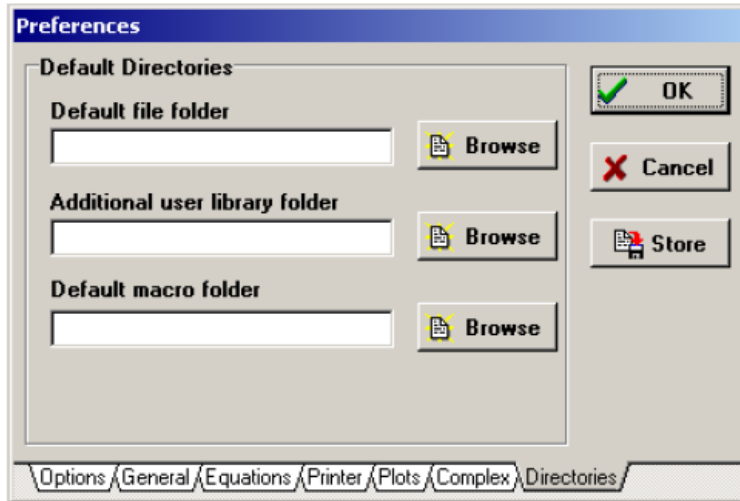 Preferences
Default Directories
Default file folder
Browse
Additional user library folder
Browse
Default macro folder
Browse
OK
Cancel
Store
Options General Equations Printer Plots Complex Directories